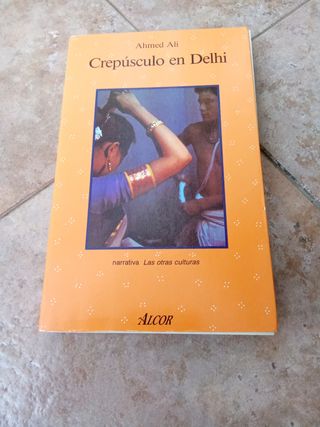 Ahmed Ali
Crepúsculo en Delhi
narrativa Las otras culturas
ALCOR